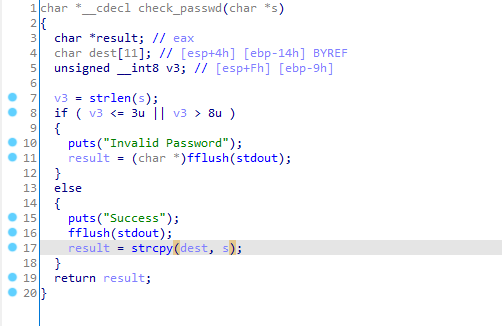 1 char *__cdecl check_passwd(char *s)
2 {
3   char *result; // eax
4   char dest[11]; // [esp+4h] [ebp-14h] BYREF
5   unsigned __int8 v3; // [esp+Fh] [ebp-9h]
6
7   v3 = strlen(s);
8   if ( v3 <= 3u || v3 > 8u )
9   {
10     puts("Invalid Password");
11     result = (char *)fflush(stdout);
12   }
13   else
14   {
15     puts("Success");
16     fflush(stdout);
17     result = strcpy(dest, s);
18   }
19   return result;
20 }